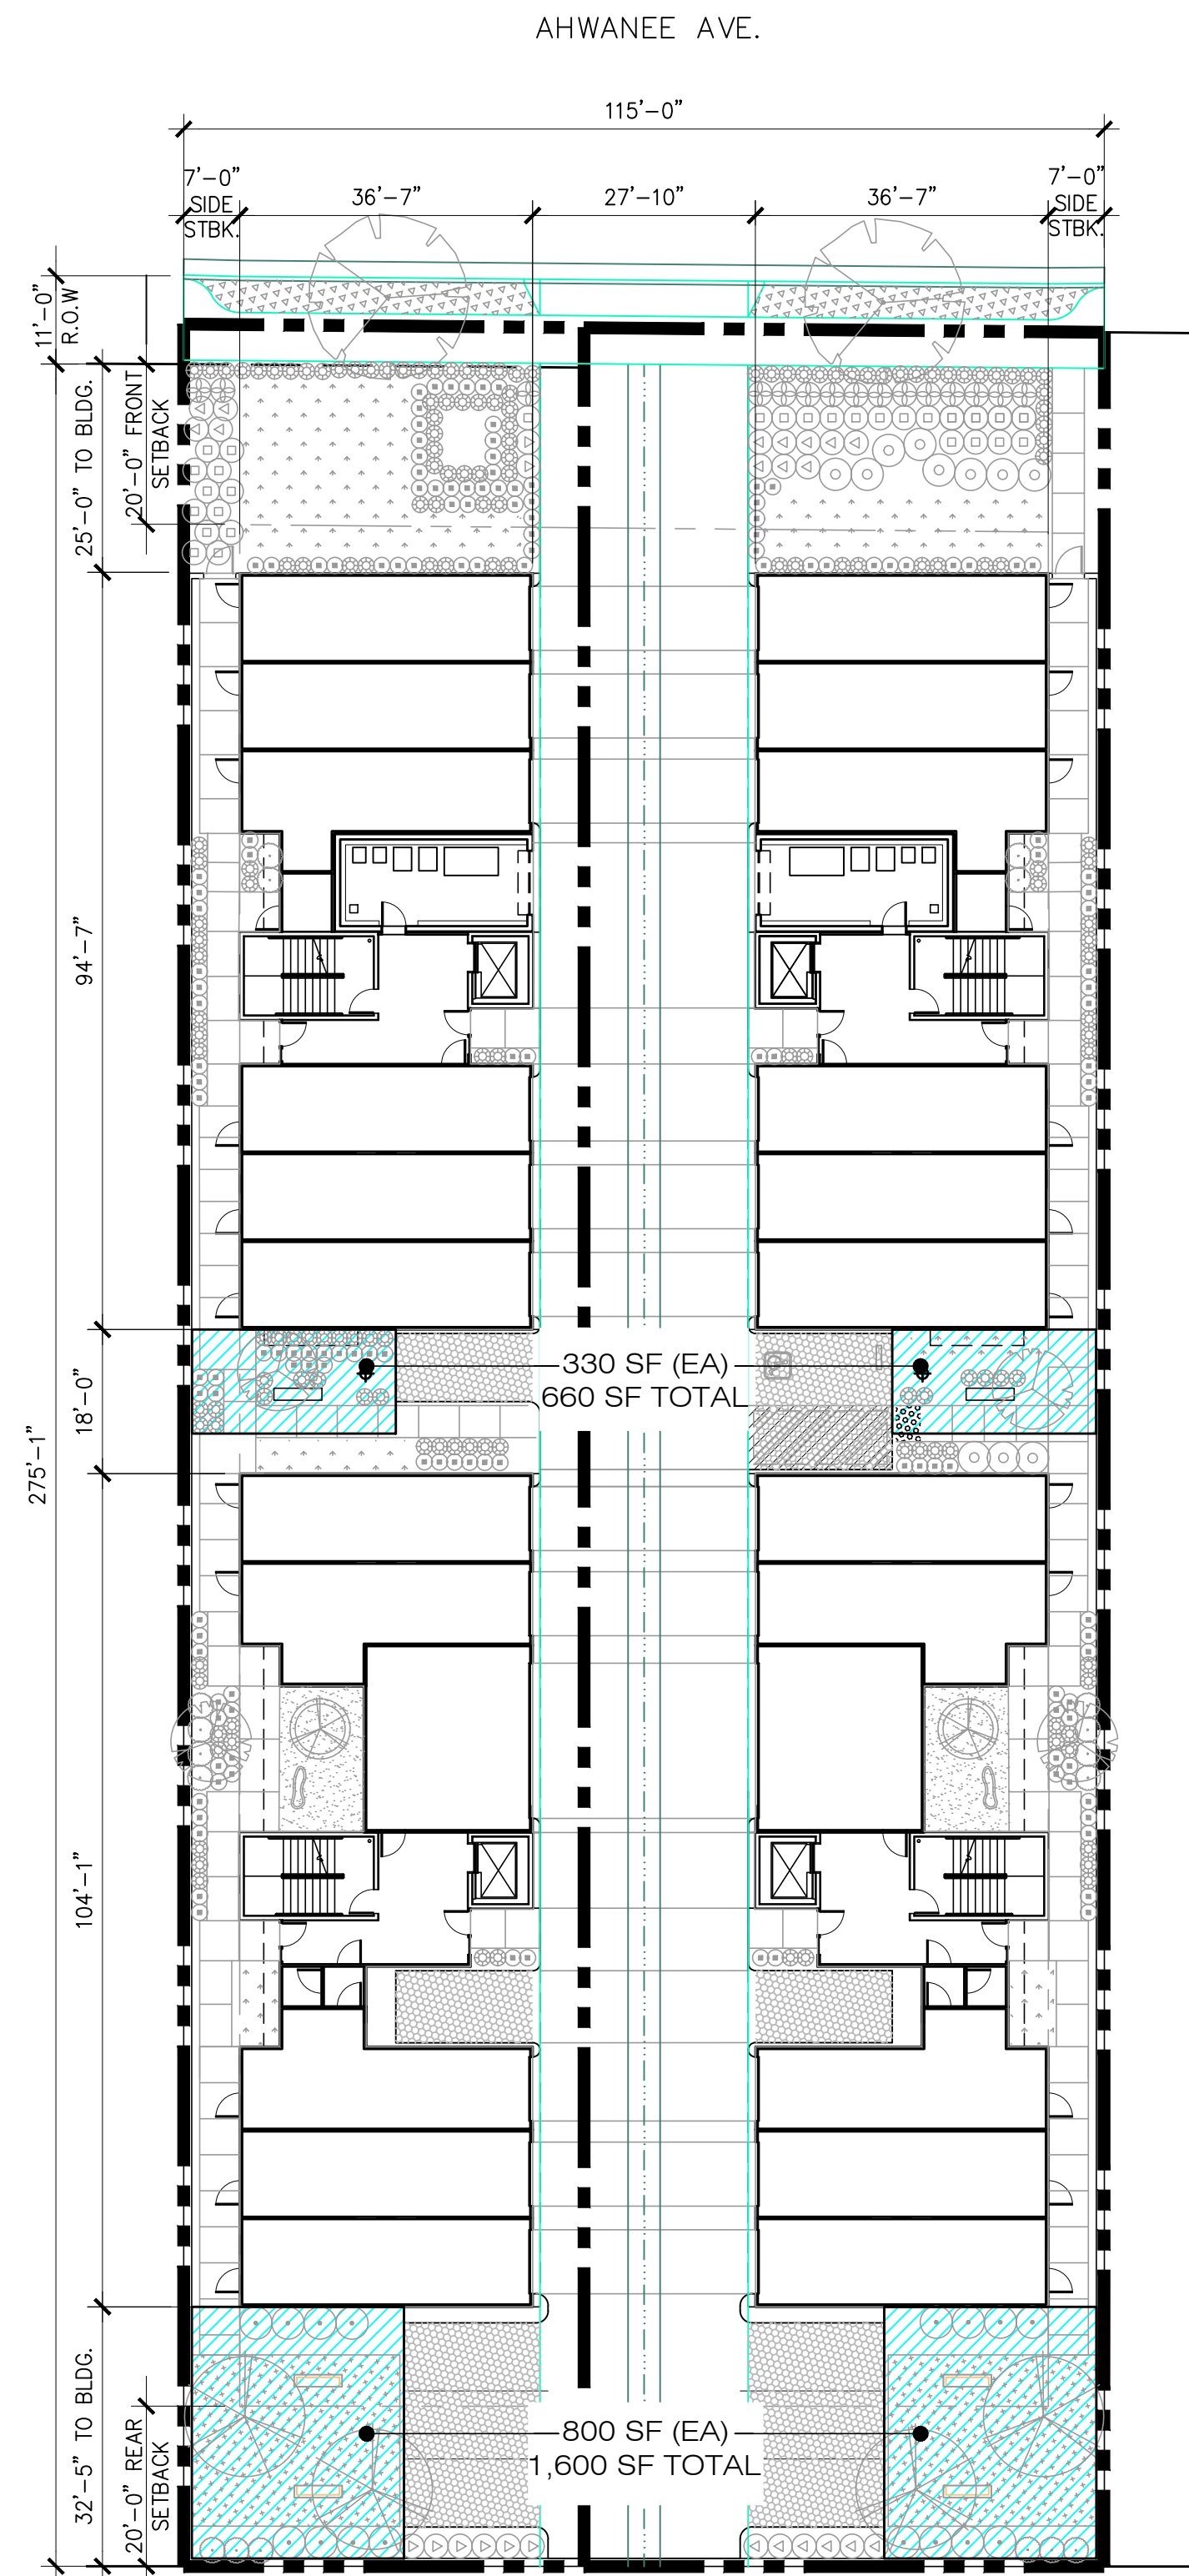 AHWANEE AVE.
115'-0"
7'-0"
SIDE
STBK.
36'-7"
27'-10"
36'-7"
7'-0"
SIDE
STBK.
11'-0"
R.O.W
25'-0" TO BLDG.
20'-0" FRONT
SETBACK
94'-7"
330 SF (EA)
660 SF TOTAL
18'-0"
275'-1"
104'-1"
800 SF (EA)
1,600 SF TOTAL
32'-5" TO BLDG.
20'-0" REAR
SETBACK